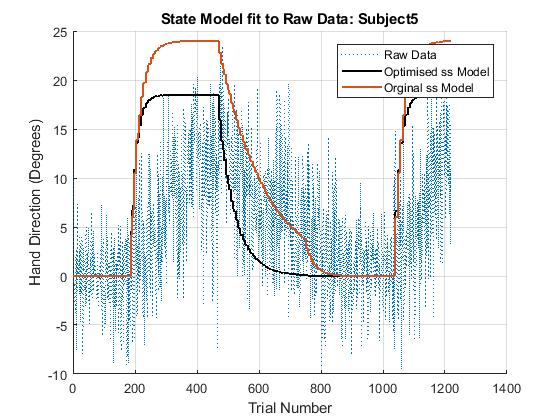 State Model fit to Raw Data: Subject5
Raw Data
Optimised ss Model
Orginal ss Model
Hand Direction (Degrees)
25
20
15
10
5
0
-5
-10
0 200 400 600 800 1000 1200 1400
Trial Number